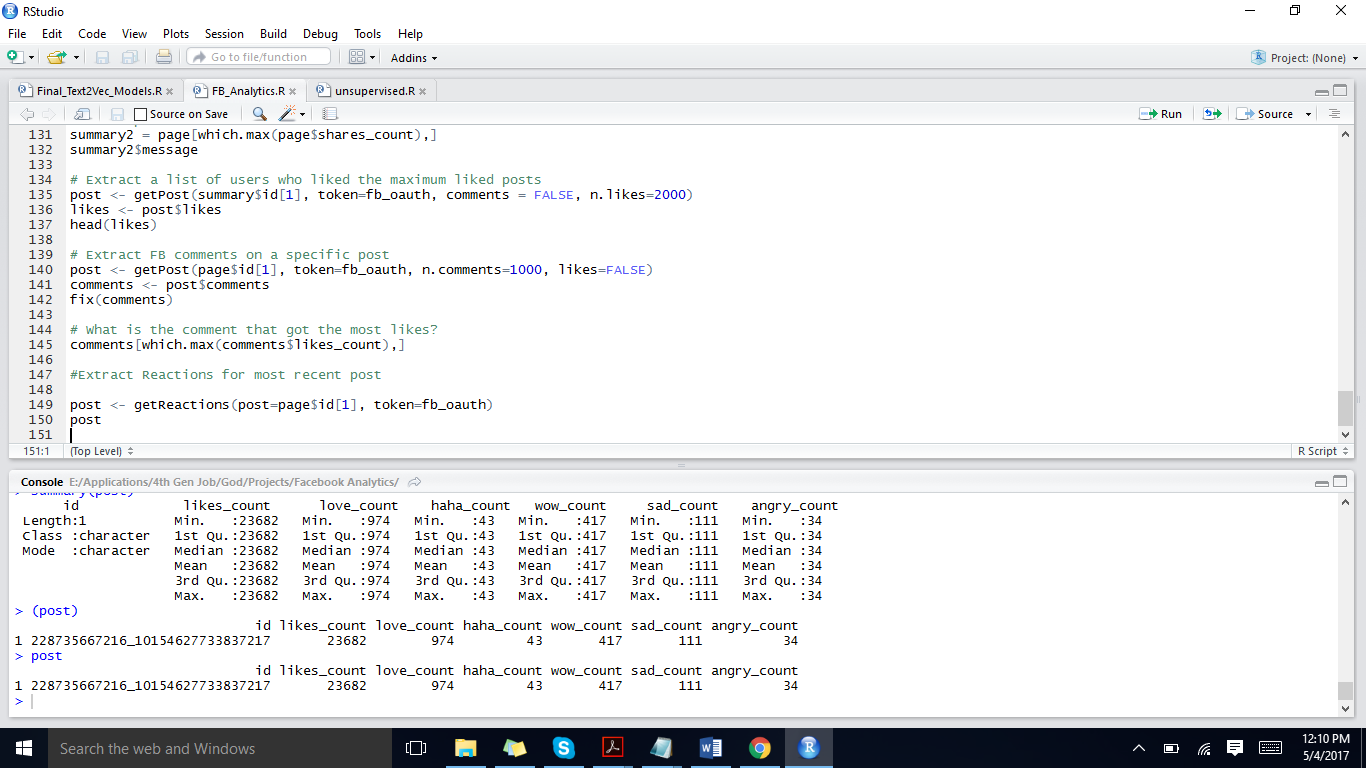 RStudio
File Edit Code View Plots Session Build Debug Tools Help
Go to file/function Addins Project: (None)
Final_Text2Vec_Models.R FB_Analytics.R unsupervised.R
Source on Save Run Source
131 summary2 = page[which.max(page$shares_count),]
132 summary2$message
133
134 # Extract a list of users who liked the maximum liked posts
135 post <- getPost(summary$id[1], token=fb_oauth, comments = FALSE, n.likes=2000)
136 likes <- post$likes
137 head(likes)
138
139 # Extract FB comments on a specific post
140 post <- getPost(page$id[1], token=fb_oauth, n.comments=1000, likes=FALSE)
141 comments <- post$comments
142 fix(comments)
143
144 # What is the comment that got the most likes?
145 comments[which.max(comments$likes_count),]
146
147 #Extract Reactions for most recent post
148
149 post <- getReactions(post=page$id[1], token=fb_oauth)
150 post
151
151:1 (Top Level) R Script
Console E:/Applications/4th Gen Job/God/Projects/Facebook Analytics/
> summary(post)
id likes_count love_count haha_count wow_count sad_count angry_count
Length:1 Min. :23682 Min. :974 Min. :43 Min. :417 Min. :111 Min. :34
Class :character 1st Qu.:23682 1st Qu.:974 1st Qu.:43 1st Qu.:417 1st Qu.:111 1st Qu.:34
Mode :character Median :23682 Median :974 Median :43 Median :417 Median :111 Median :34
Mean :23682 Mean :974 Mean :43 Mean :417 Mean :111 Mean :34
3rd Qu.:23682 3rd Qu.:974 3rd Qu.:43 3rd Qu.:417 3rd Qu.:111 3rd Qu.:34
Max. :23682 Max. :974 Max. :43 Max. :417 Max. :111 Max. :34
> (post)
id likes_count love_count haha_count wow_count sad_count angry_count
1 228735667216_10154627733837217 23682 974 43 417 111 34
> post
id likes_count love_count haha_count wow_count sad_count angry_count
1 228735667216_10154627733837217 23682 974 43 417 111 34
>
Search the web and Windows
12:10 PM
5/4/2017